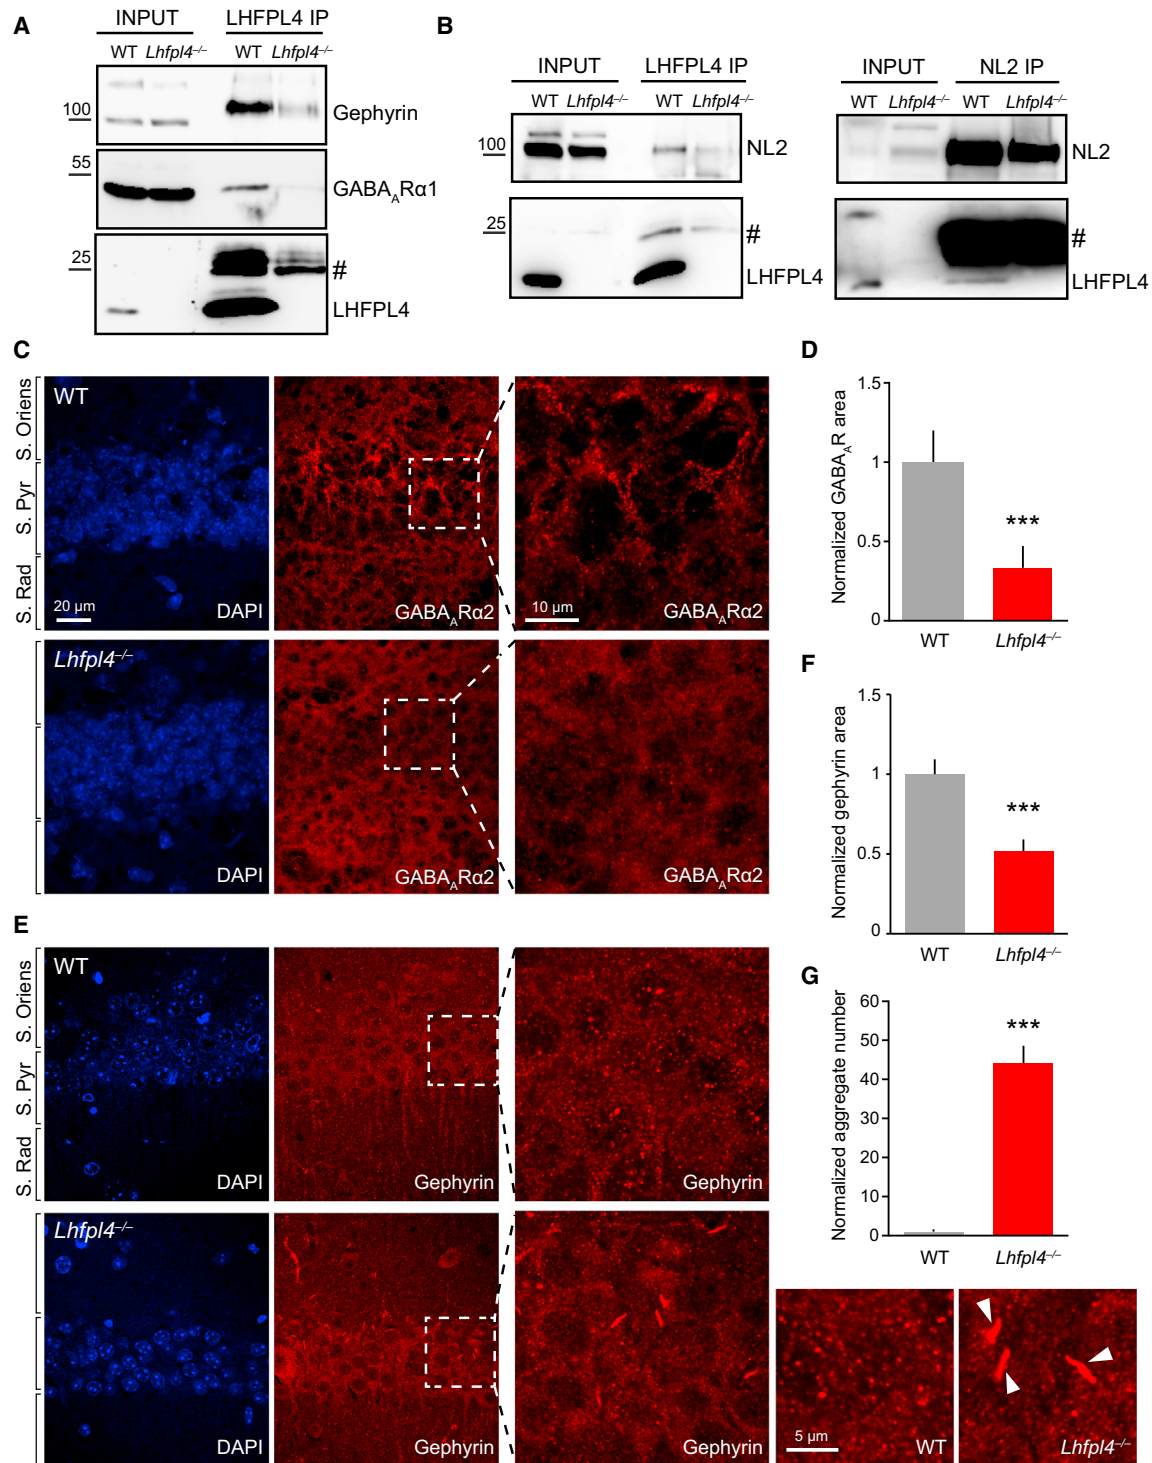 A
INPUT LHFPL4 IP
WT Lhfpl4–/– WT Lhfpl4–/–
100 Gephyrin
55 GABAARα1
25 #
LHFPL4
B
INPUT LHFPL4 IP
WT Lhfpl4–/– WT Lhfpl4–/–
100 NL2
25 #
LHFPL4
INPUT NL2 IP
WT Lhfpl4–/– WT Lhfpl4–/–
NL2
#
LHFPL4
C
S. Oriens
S. Pyr
S. Rad
WT
20 μm
DAPI
GABAARα2
10 μm
GABAARα2
Lhfpl4–/–
DAPI
GABAARα2
GABAARα2
D
Normalized GABAAR area
1.5
1
0.5
0
***
WT Lhfpl4–/–
F
Normalized gephyrin area
1.5
1
0.5
0
***
WT Lhfpl4–/–
E
S. Oriens
S. Pyr
S. Rad
WT
DAPI
Gephyrin
Gephyrin
Lhfpl4–/–
DAPI
Gephyrin
Gephyrin
G
Normalized aggregate number
60
50
40
30
20
10
0
***
WT Lhfpl4–/–
5 μm
WT
Lhfpl4–/–